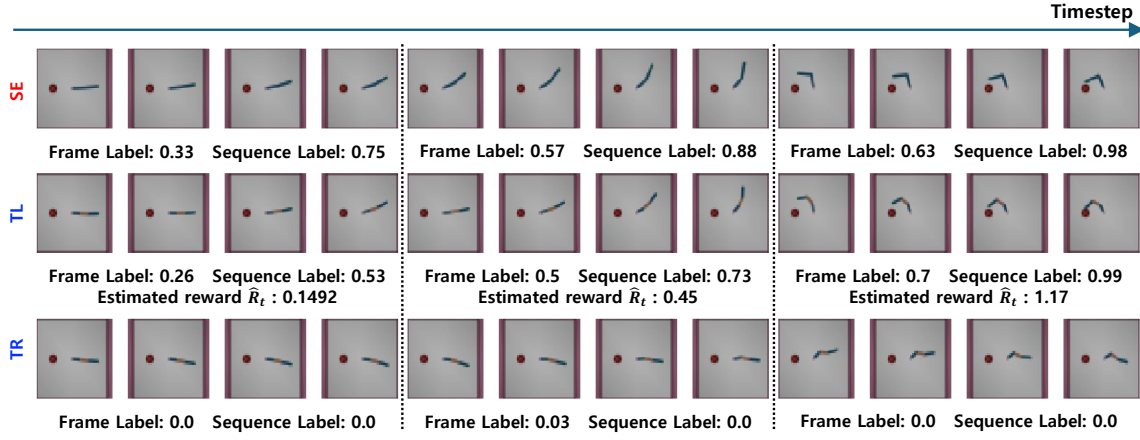 Timestep
SE
Frame Label: 0.33 Sequence Label: 0.75
Frame Label: 0.57 Sequence Label: 0.88
Frame Label: 0.63 Sequence Label: 0.98
TL
Frame Label: 0.26 Sequence Label: 0.53
Estimated reward R̂ₜ : 0.1492
Frame Label: 0.5 Sequence Label: 0.73
Estimated reward R̂ₜ : 0.45
Frame Label: 0.7 Sequence Label: 0.99
Estimated reward R̂ₜ : 1.17
TR
Frame Label: 0.0 Sequence Label: 0.0
Frame Label: 0.03 Sequence Label: 0.0
Frame Label: 0.0 Sequence Label: 0.0